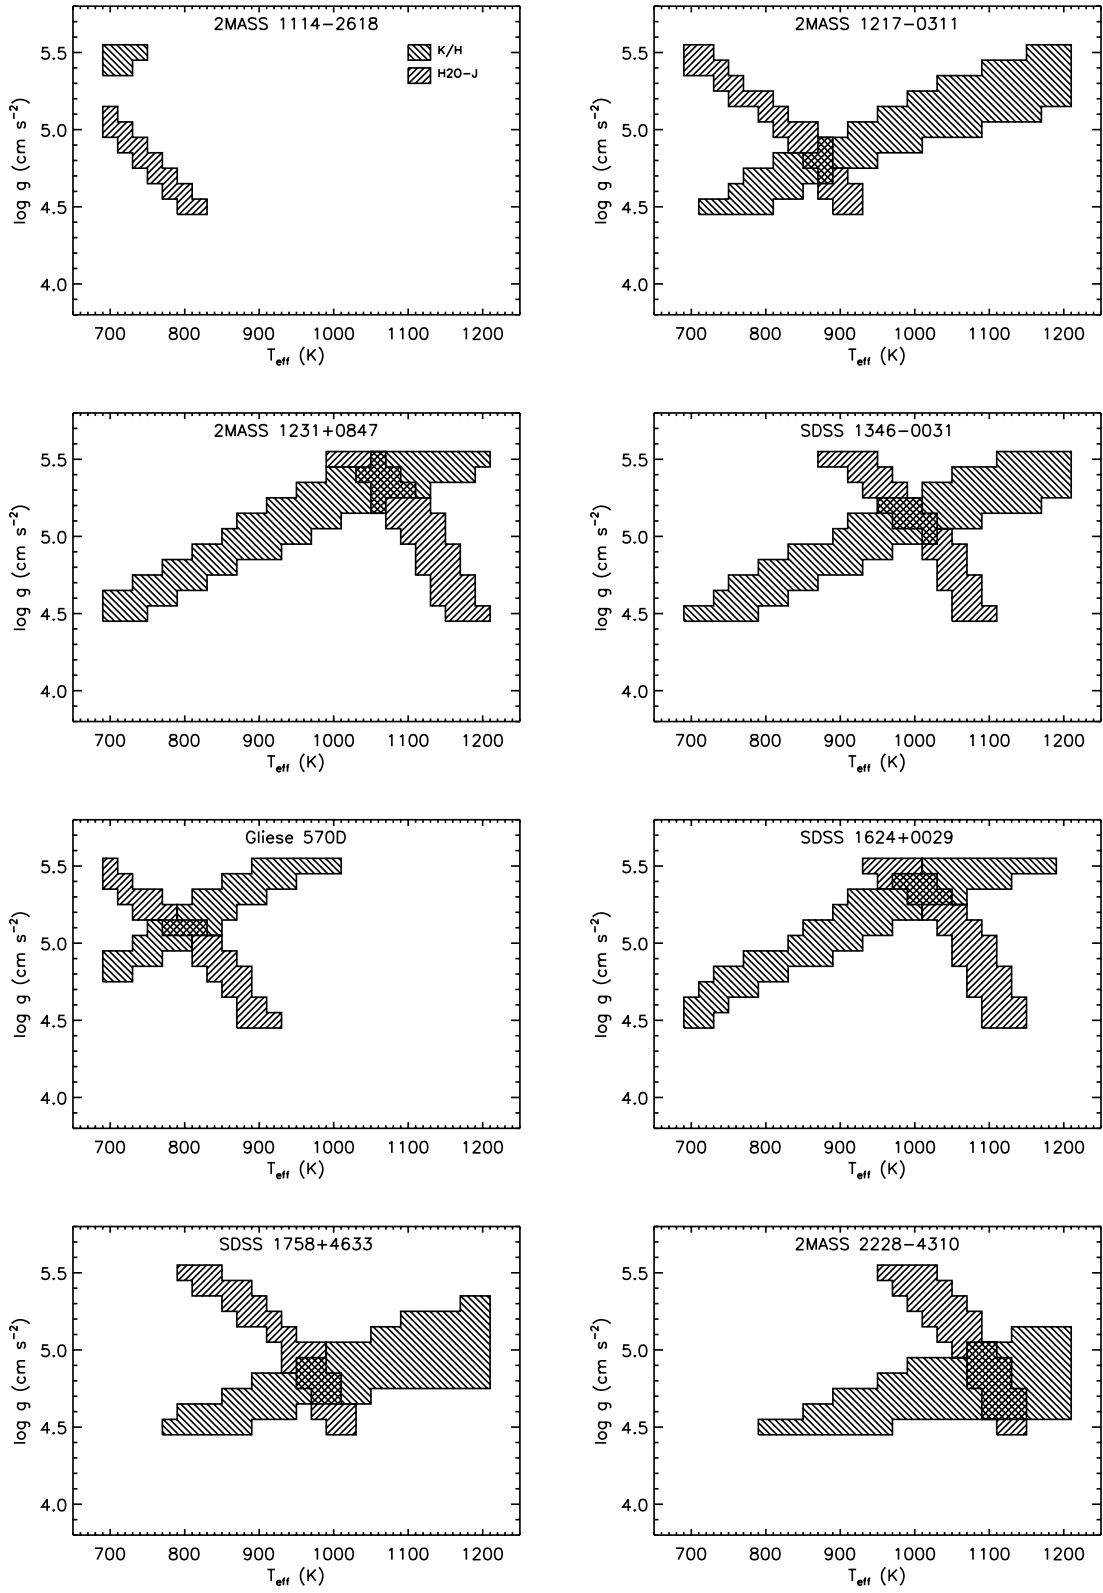 2MASS 1114−2618
K/H
H2O−J
5.5
5.0
4.5
4.0
log g (cm s⁻²)
700 800 900 1000 1100 1200
Teff (K)
2MASS 1217−0311
5.5
5.0
4.5
4.0
log g (cm s⁻²)
700 800 900 1000 1100 1200
Teff (K)
2MASS 1231+0847
5.5
5.0
4.5
4.0
log g (cm s⁻²)
700 800 900 1000 1100 1200
Teff (K)
SDSS 1346−0031
5.5
5.0
4.5
4.0
log g (cm s⁻²)
700 800 900 1000 1100 1200
Teff (K)
Gliese 570D
5.5
5.0
4.5
4.0
log g (cm s⁻²)
700 800 900 1000 1100 1200
Teff (K)
SDSS 1624+0029
5.5
5.0
4.5
4.0
log g (cm s⁻²)
700 800 900 1000 1100 1200
Teff (K)
SDSS 1758+4633
5.5
5.0
4.5
4.0
log g (cm s⁻²)
700 800 900 1000 1100 1200
Teff (K)
2MASS 2228−4310
5.5
5.0
4.5
4.0
log g (cm s⁻²)
700 800 900 1000 1100 1200
Teff (K)